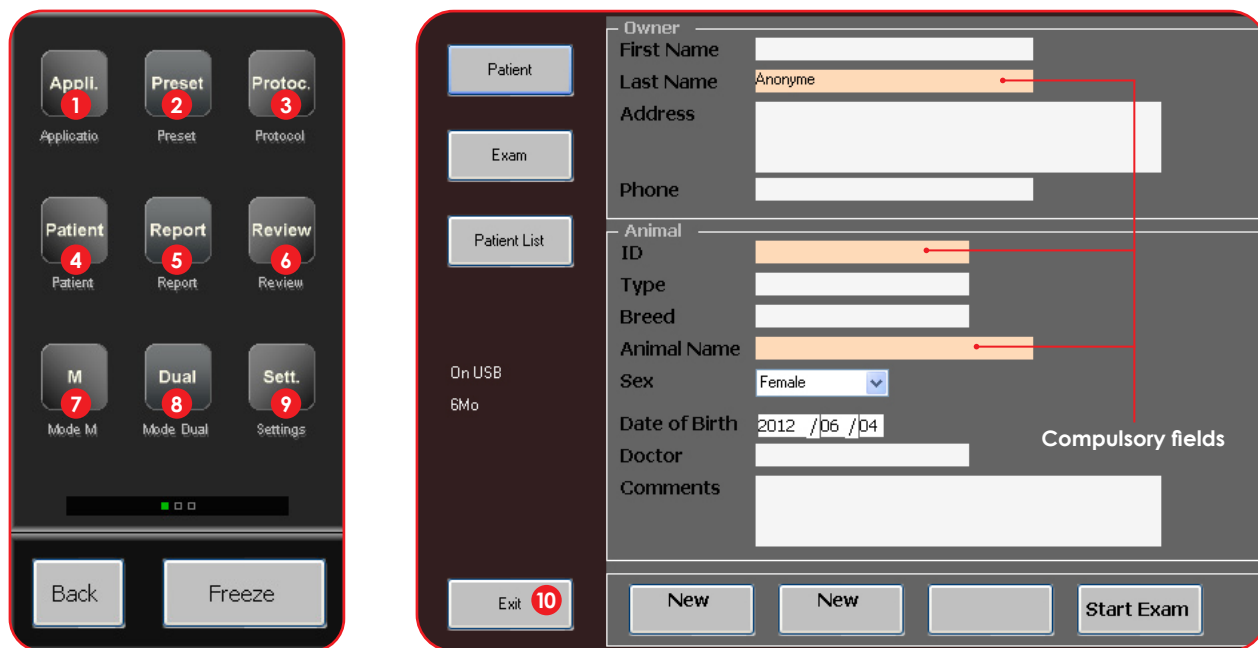 Appli. Preset Protoc.
1 2 3
Applicatio Preset Protocol
Patient Report Review
4 5 6
Patient Report Review
M Dual Sett.
7 8 9
Mode M Mode Dual Settings
Back Freeze
Patient
Exam
Patient List
On USB
6Mo
Exit 10
Owner
First Name
Last Name Anonyme
Address
Phone
Animal
ID
Type
Breed
Animal Name
Sex Female
Date of Birth 2012 /06 /04
Compulsory fields
Doctor
Comments
New New Start Exam